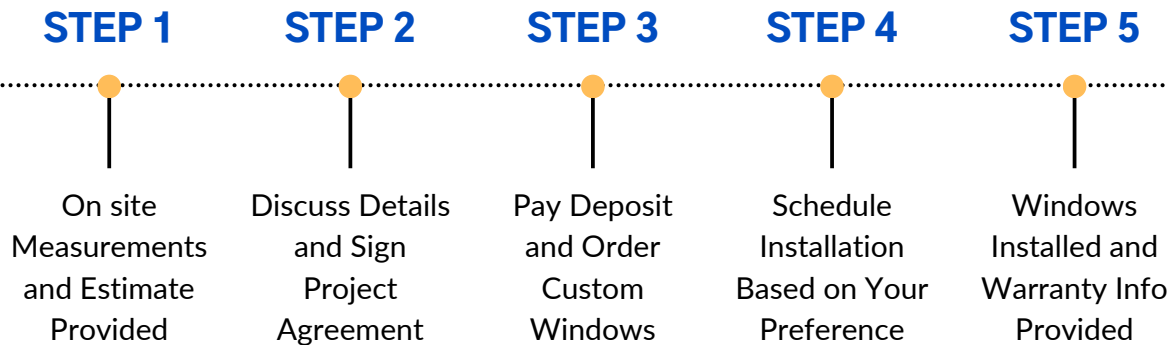 STEP 1
On site
Measurements
and Estimate
Provided
STEP 2
Discuss Details
and Sign
Project
Agreement
STEP 3
Pay Deposit
and Order
Custom
Windows
STEP 4
Schedule
Installation
Based on Your
Preference
STEP 5
Windows
Installed and
Warranty Info
Provided